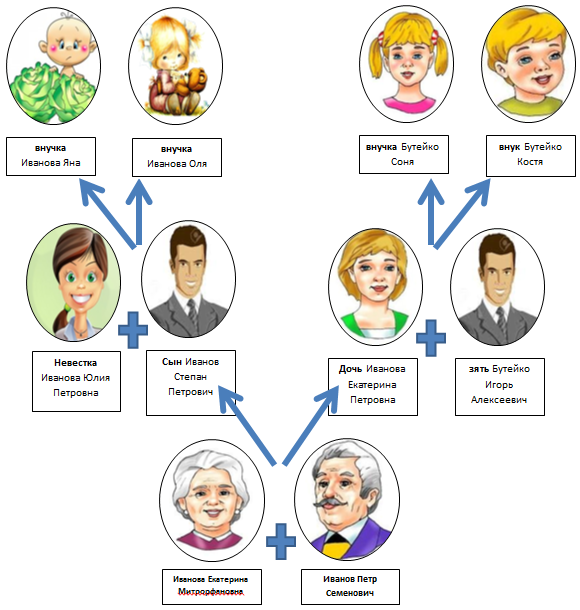 внучка
Иванова Яна
внучка
Иванова Оля
внучка Бутейко
Соня
внук Бутейко
Костя
Невестка
Иванова Юлия
Петровна
Сын Иванов
Степан
Петрович
Дочь Иванова
Екатерина
Петровна
зять Бутейко
Игорь
Алексеевич
Иванова Екатерина
Митрорфановна
Иванов Петр
Семенович